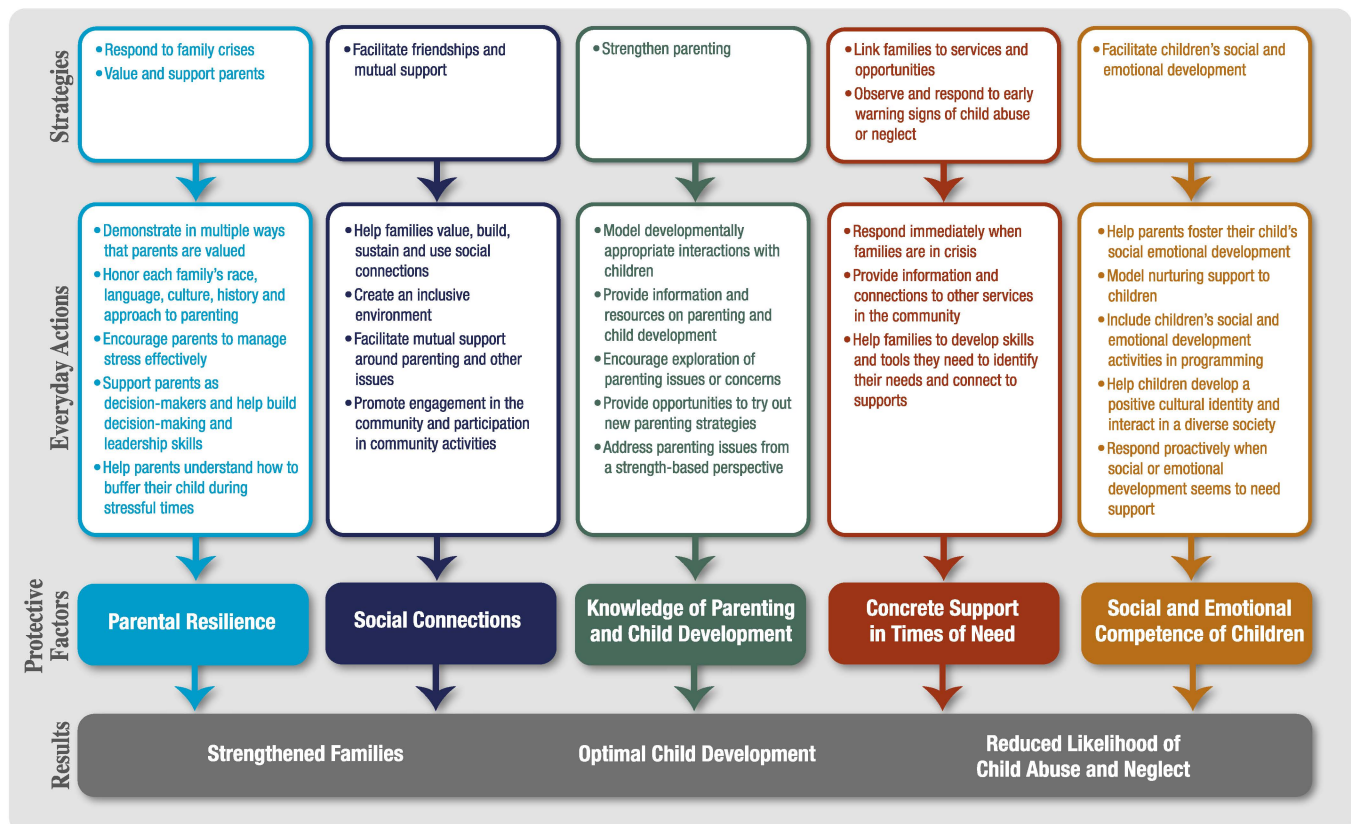 Strategies
• Respond to family crises
• Value and support parents
• Facilitate friendships and
mutual support
• Strengthen parenting
• Link families to services and
opportunities
• Observe and respond to early
warning signs of child abuse
or neglect
• Facilitate children's social and
emotional development
Everyday Actions
• Demonstrate in multiple ways
that parents are valued
• Honor each family's race,
language, culture, history and
approach to parenting
• Encourage parents to manage
stress effectively
• Support parents as
decision-makers and help build
decision-making and
leadership skills
• Help parents understand how to
buffer their child during
stressful times
• Help families value, build,
sustain and use social
connections
• Create an inclusive
environment
• Facilitate mutual support
around parenting and other
issues
• Promote engagement in the
community and participation
in community activities
• Model developmentally
appropriate interactions with
children
• Provide information and
resources on parenting and
child development
• Encourage exploration of
parenting issues or concerns
• Provide opportunities to try out
new parenting strategies
• Address parenting issues from
a strength-based perspective
• Respond immediately when
families are in crisis
• Provide information and
connections to other services
in the community
• Help families to develop skills
and tools they need to identify
their needs and connect to
supports
• Help parents foster their child's
social emotional development
• Model nurturing support to
children
• Include children's social and
emotional development
activities in programming
• Help children develop a
positive cultural identity and
interact in a diverse society
• Respond proactively when
social or emotional
development seems to need
support
Protective
Factors
Parental Resilience
Social Connections
Knowledge of Parenting
and Child Development
Concrete Support
in Times of Need
Social and Emotional
Competence of Children
Results
Strengthened Families
Optimal Child Development
Reduced Likelihood of
Child Abuse and Neglect